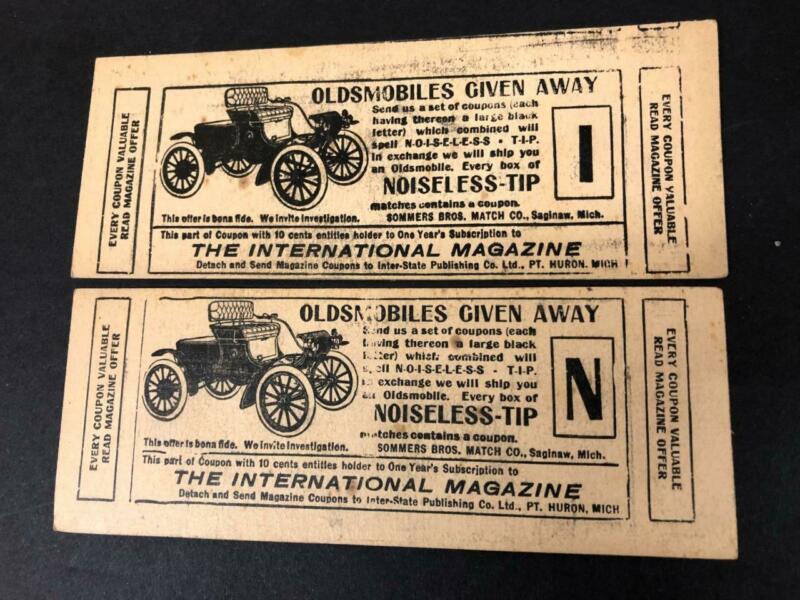 EVERY COUPON VALUABLE
READ MAGAZINE OFFER
OLDSMOBILES GIVEN AWAY
Send us a set of coupons (each
having thereon a large black
letter) which combined will
spell N-O-I-S-E-L-E-S-S - T-I-P.
In exchange we will ship you
an Oldsmobile. Every box of
NOISELESS-TIP
matches contains a coupon.
This offer is bona fide. We invite investigation.
SOMMERS BROS. MATCH CO., Saginaw, Mich.
I
This part of Coupon with 10 cents entitles holder to One Year's Subscription to
THE INTERNATIONAL MAGAZINE
Detach and Send Magazine Coupons to Inter-State Publishing Co. Ltd., PT. HURON, MICH
EVERY COUPON VALUABLE
READ MAGAZINE OFFER
EVERY COUPON VALUABLE
READ MAGAZINE OFFER
OLDSMOBILES GIVEN AWAY
Send us a set of coupons (each
having thereon a large black
letter) which combined will
spell N-O-I-S-E-L-E-S-S - T-I-P.
in exchange we will ship you
an Oldsmobile. Every box of
NOISELESS-TIP
matches contains a coupon.
This offer is bona fide. We invite investigation.
SOMMERS BROS. MATCH CO., Saginaw, Mich.
N
This part of Coupon with 10 cents entitles holder to One Year's Subscription to
THE INTERNATIONAL MAGAZINE
Detach and Send Magazine Coupons to Inter-State Publishing Co. Ltd., PT. HURON, MICH
EVERY COUPON VALUABLE
READ MAGAZINE OFFER